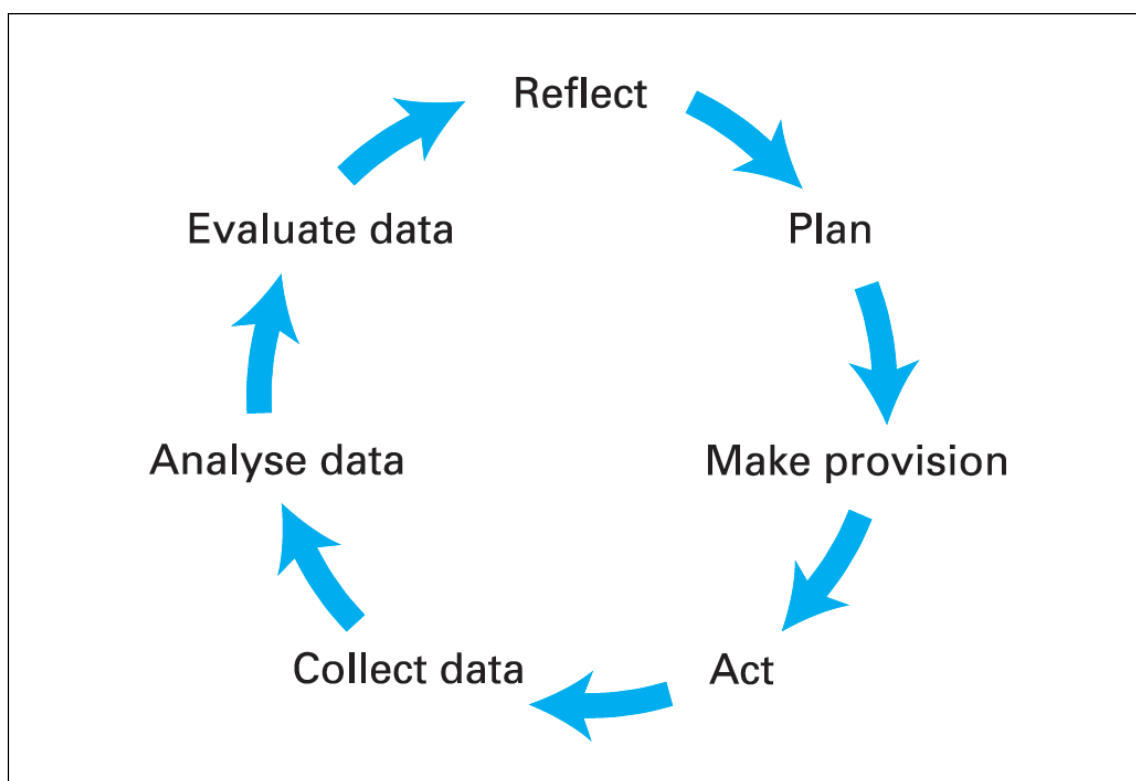 Reflect
Plan
Make provision
Act
Collect data
Analyse data
Evaluate data